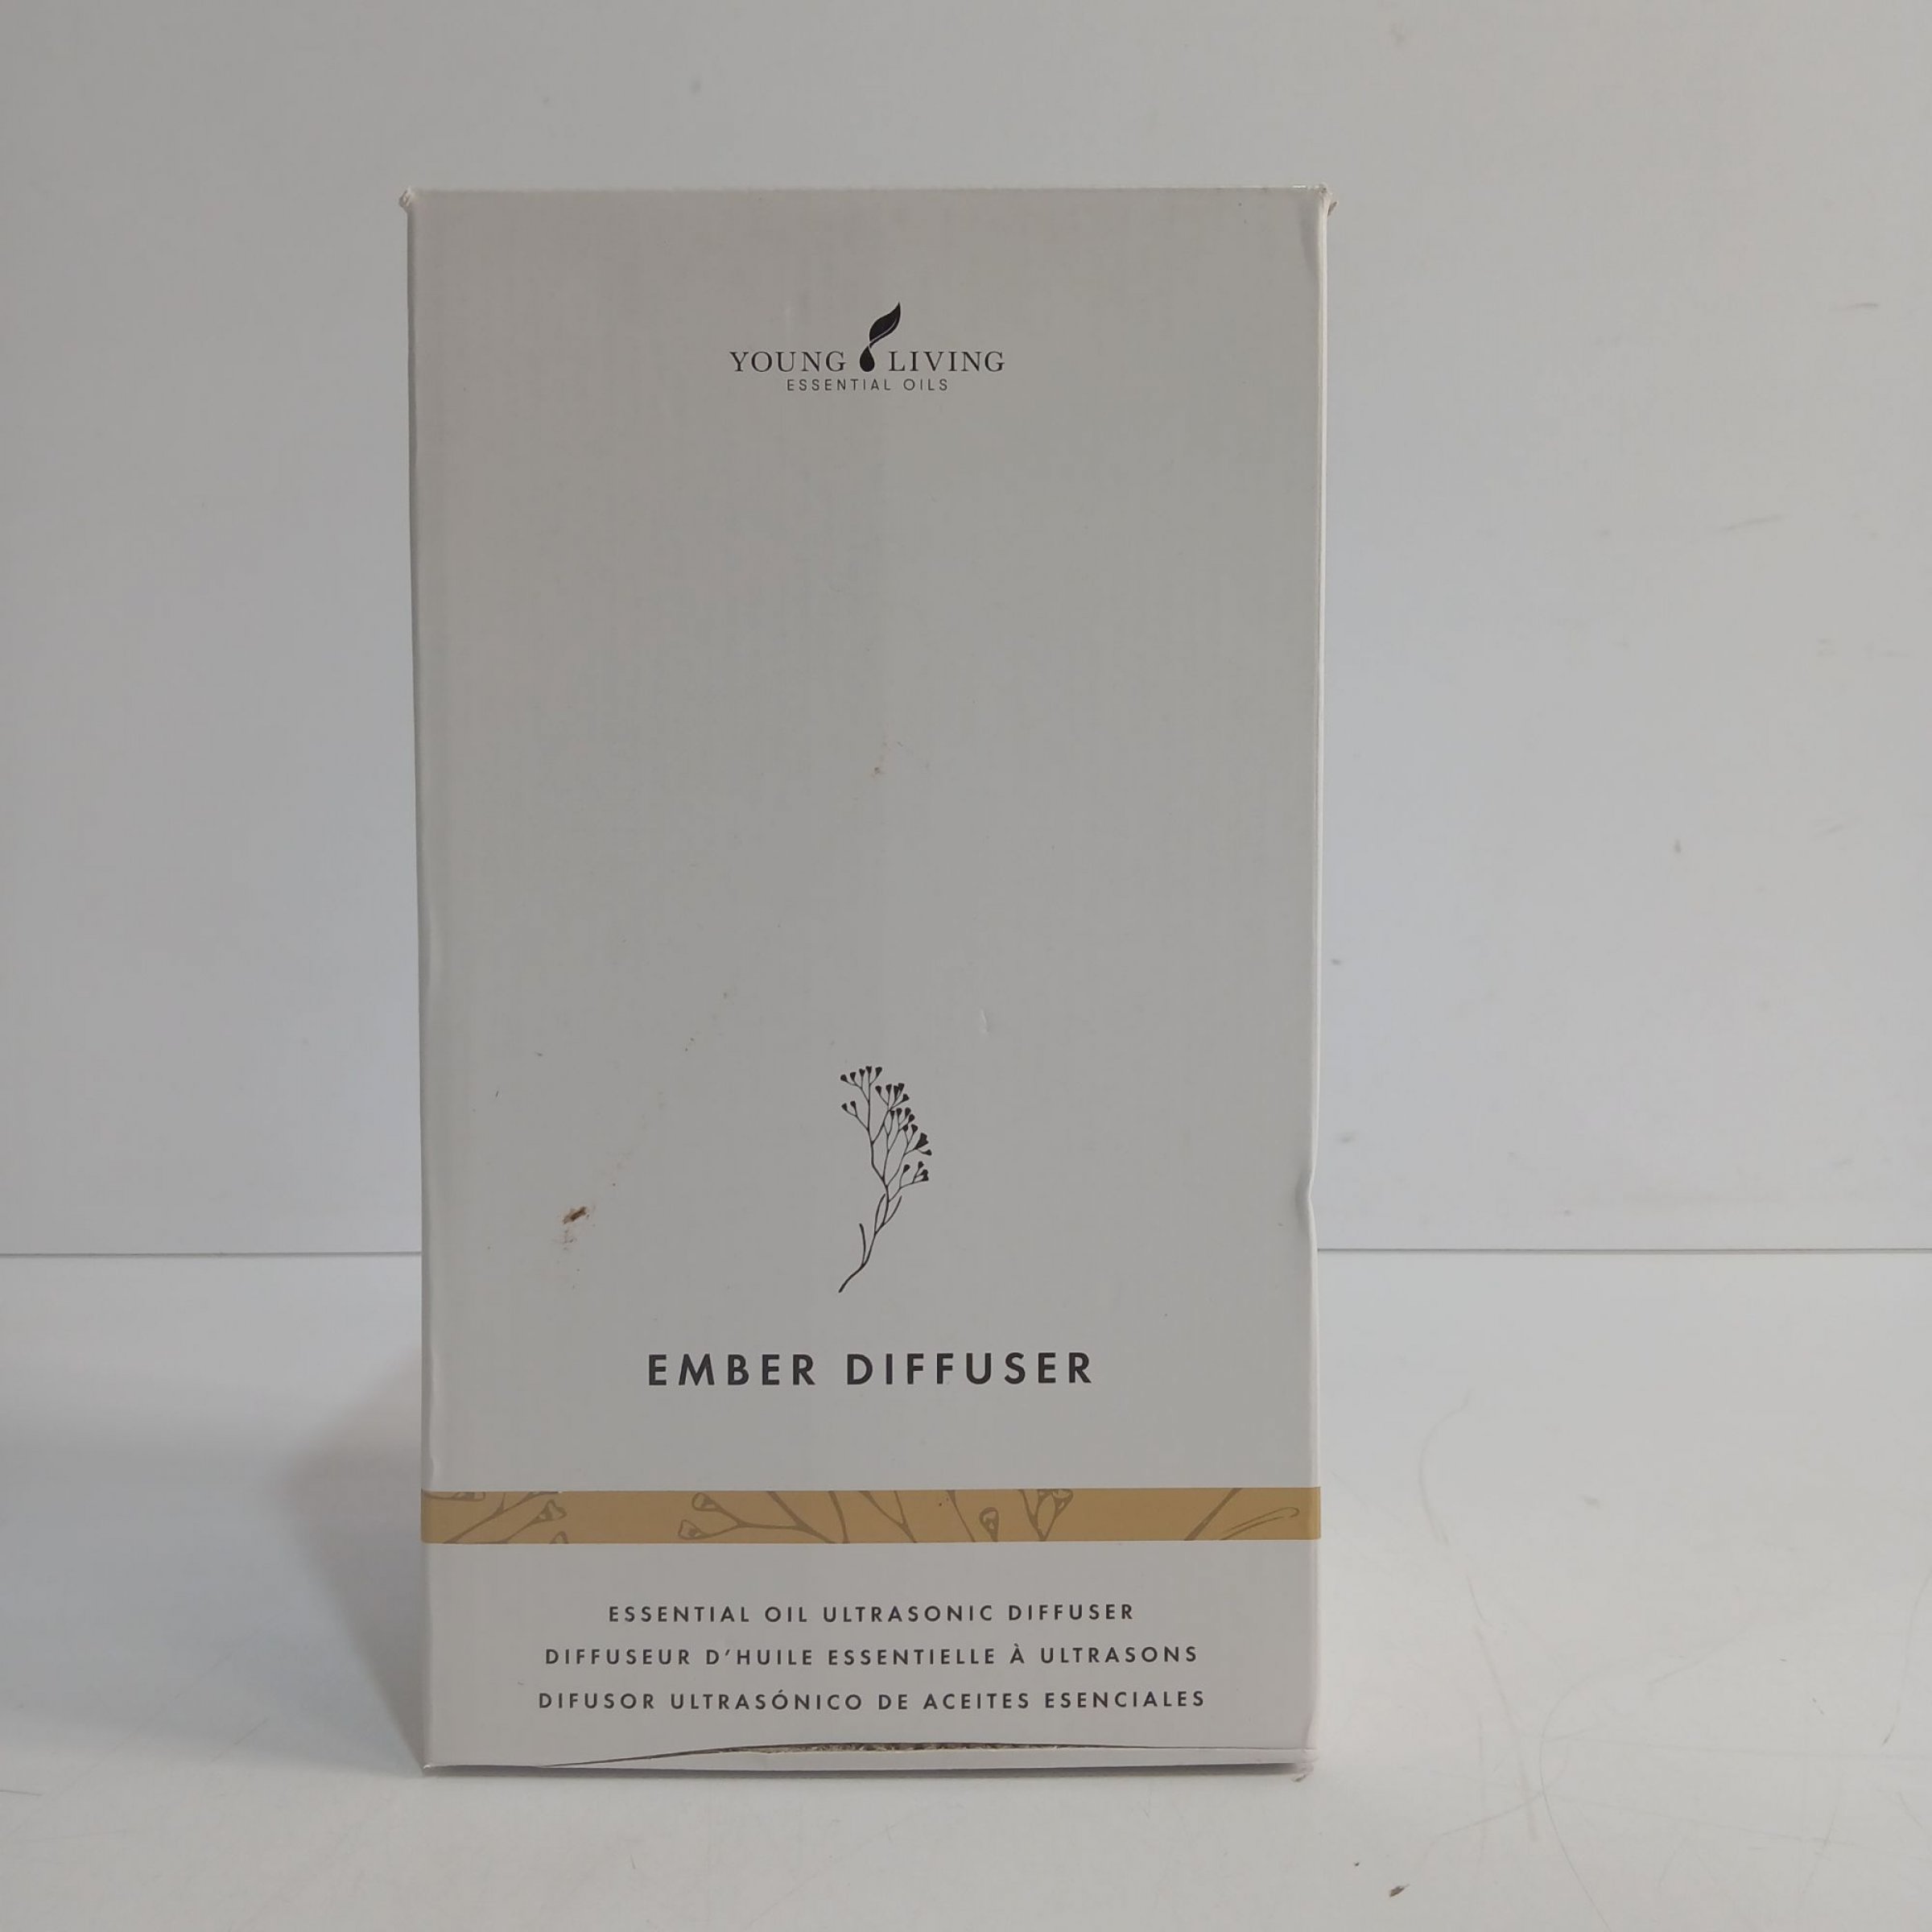 YOUNG LIVING
ESSENTIAL OILS
EMBER DIFFUSER
ESSENTIAL OIL ULTRASONIC DIFFUSER
DIFFUSEUR D'HUILE ESSENTIELLE À ULTRASONS
DIFUSOR ULTRASÓNICO DE ACEITES ESENCIALES